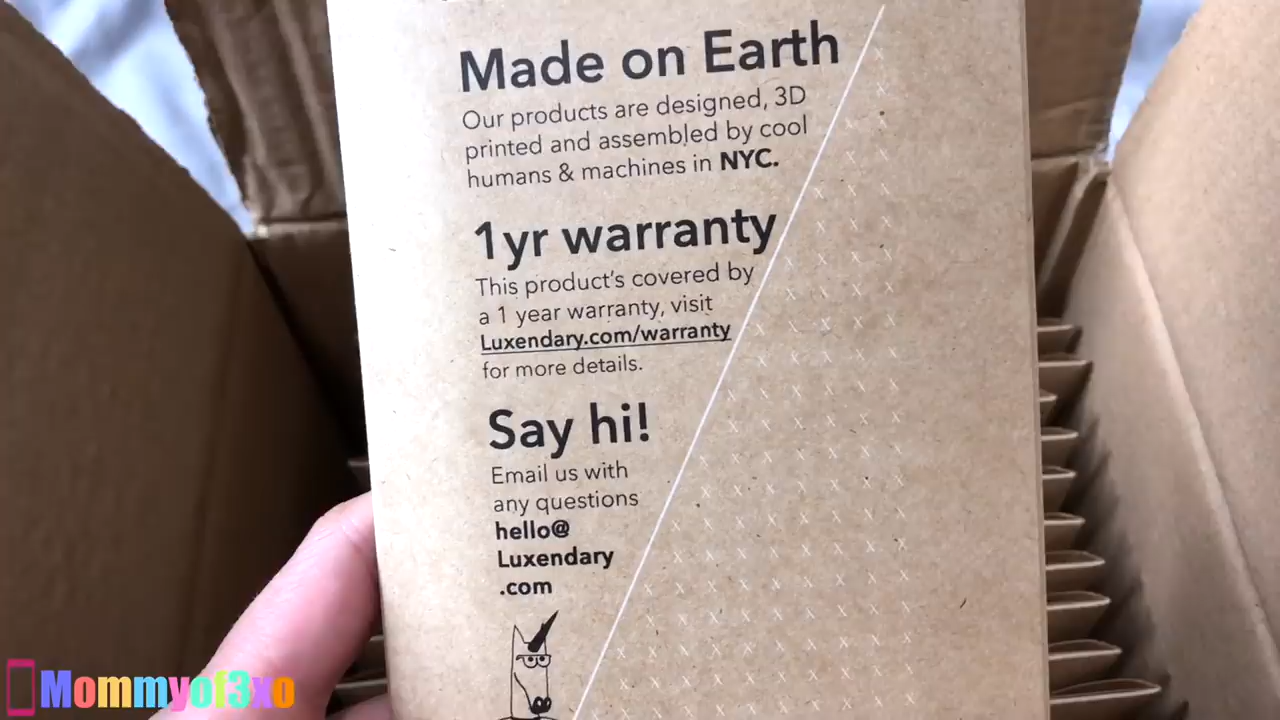 Made on Earth
Our products are designed, 3D
printed and assembled by cool
humans & machines in NYC.
1yr warranty
This product's covered by
a 1 year warranty, visit
Luxendary.com/warranty
for more details.
Say hi!
Email us with
any questions
hello@
Luxendary
.com
Mommyof3xo